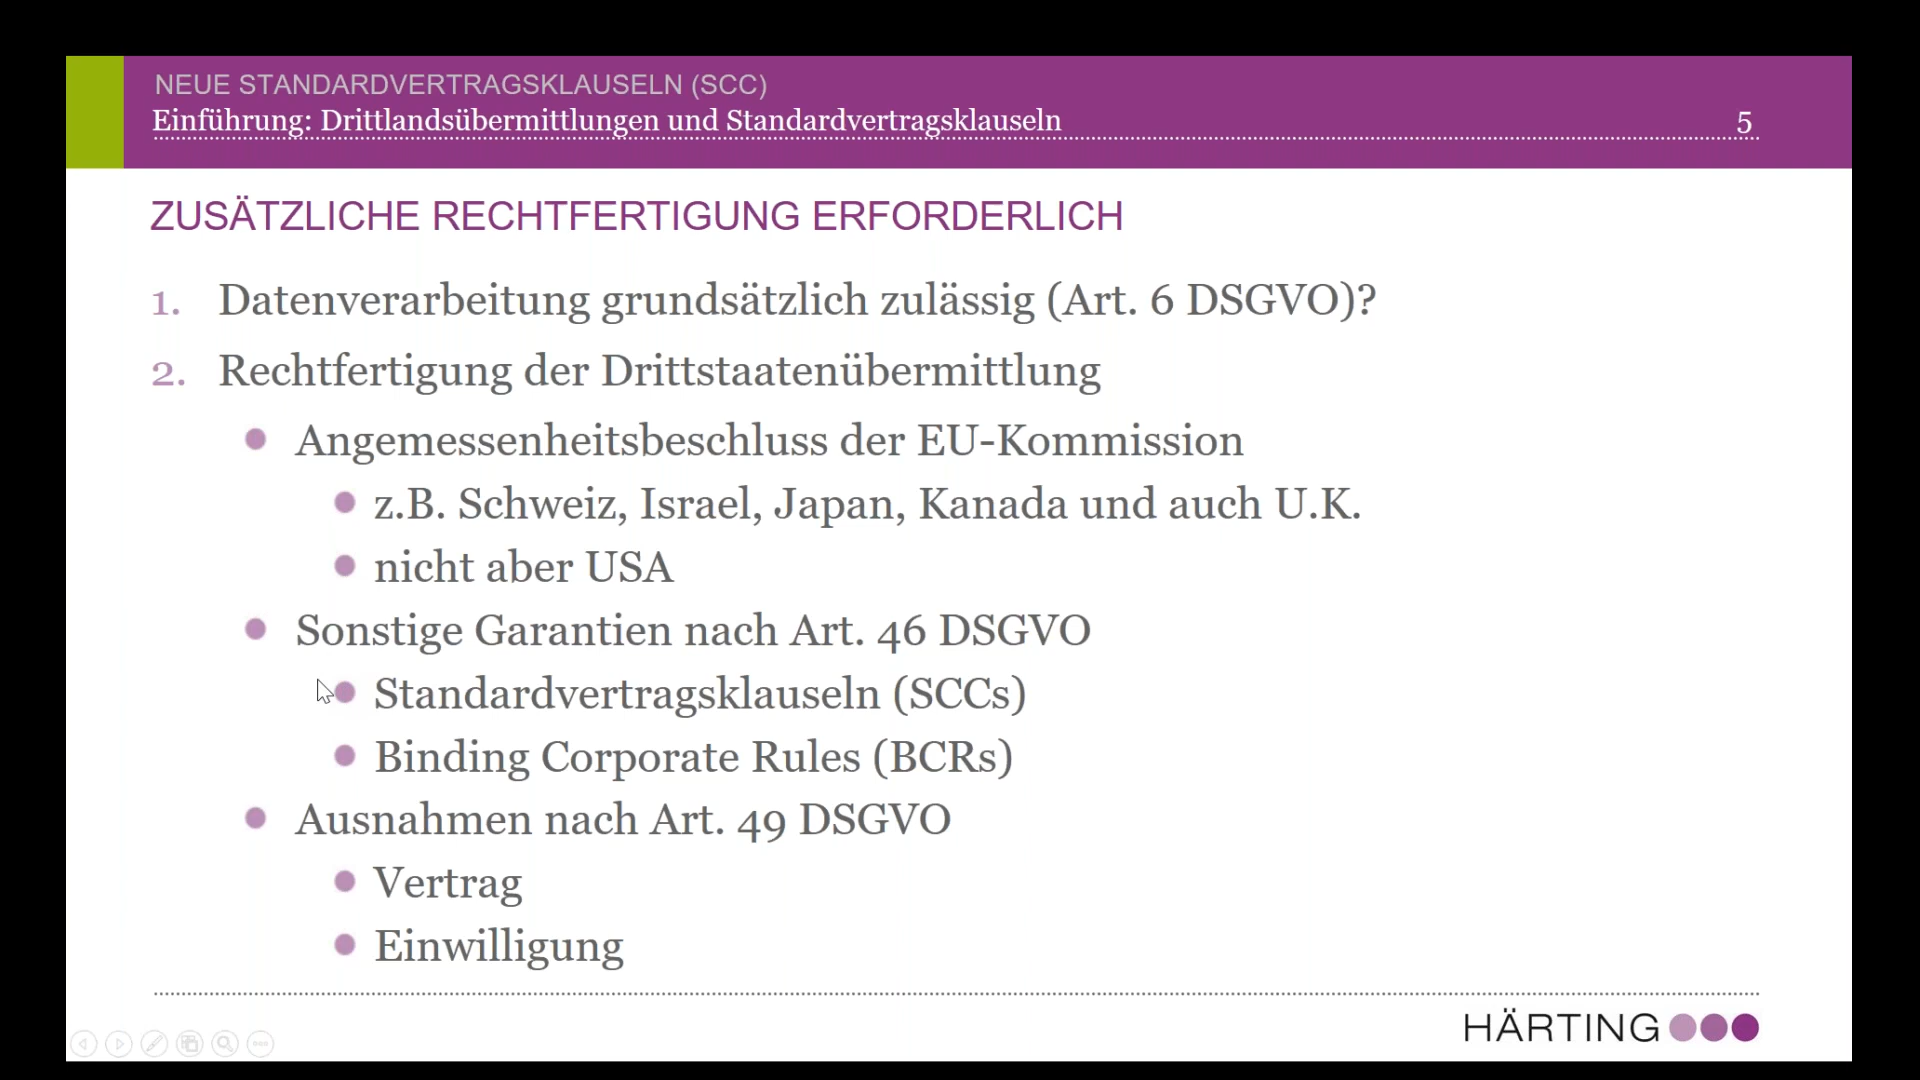 NEUE STANDARDVERTRAGSKLAUSELN (SCC)
Einführung: Drittlandsübermittlungen und Standardvertragsklauseln
5
ZUSÄTZLICHE RECHTFERTIGUNG ERFORDERLICH
1. Datenverarbeitung grundsätzlich zulässig (Art. 6 DSGVO)?
2. Rechtfertigung der Drittstaatenübermittlung
Angemessenheitsbeschluss der EU-Kommission
z.B. Schweiz, Israel, Japan, Kanada und auch U.K.
nicht aber USA
Sonstige Garantien nach Art. 46 DSGVO
Standardvertragsklauseln (SCCs)
Binding Corporate Rules (BCRs)
Ausnahmen nach Art. 49 DSGVO
Vertrag
Einwilligung
HÄRTING